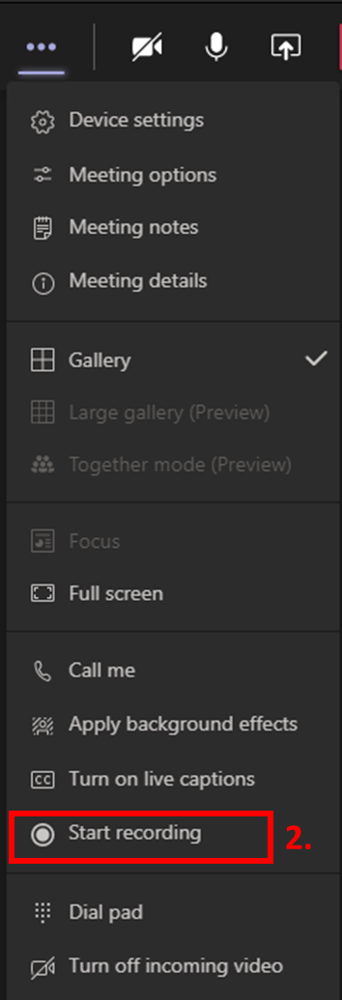 Device settings
Meeting options
Meeting notes
Meeting details
Gallery
Large gallery (Preview)
Together mode (Preview)
Focus
Full screen
Call me
Apply background effects
CC Turn on live captions
Start recording 2.
Dial pad
Turn off incoming video